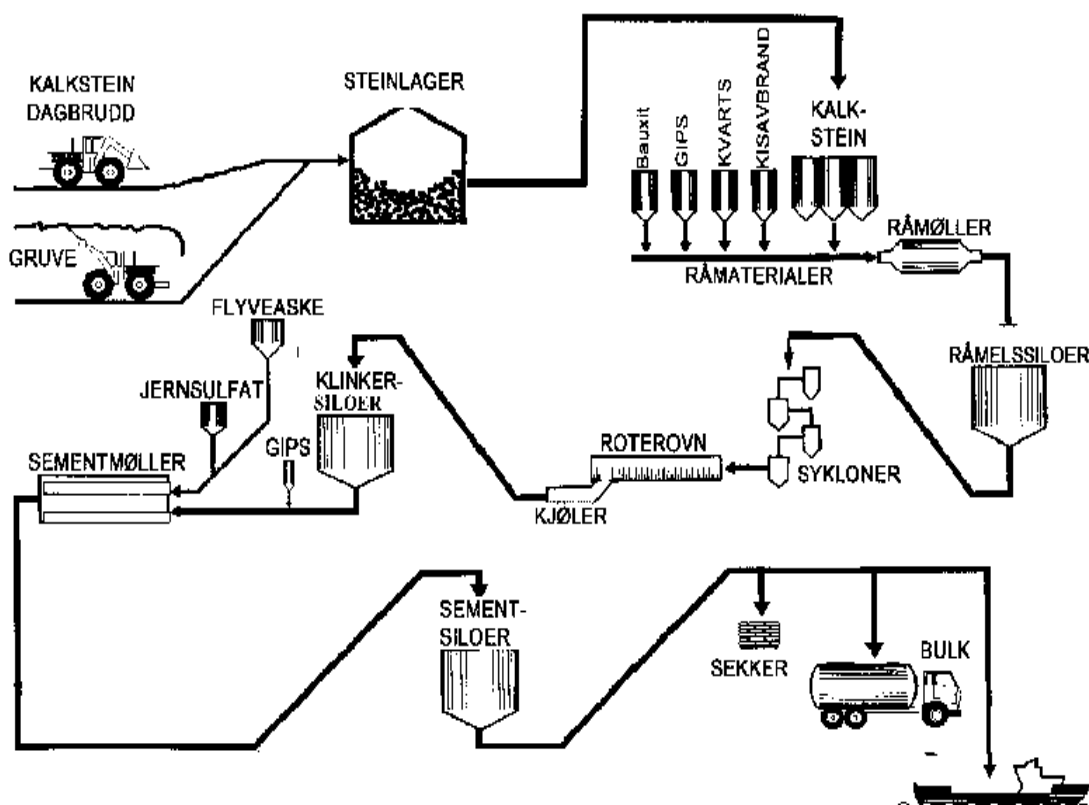 KALKSTEIN
DAGBRUDD
STEINLAGER
Bauxit
GIPS
KVARTS
KISAVBRAND
KALK-
STEIN
GRUVE
RÅMATERIALER
RÅMØLLER
FLYVEASKE
JERNSULFAT
GIPS
SEMENTMØLLER
KLINKER-
SILOER
ROTEROVN
KJØLER
SYKLONER
RÅMELSSILOER
SEMENT-
SILOER
SEKKER
BULK